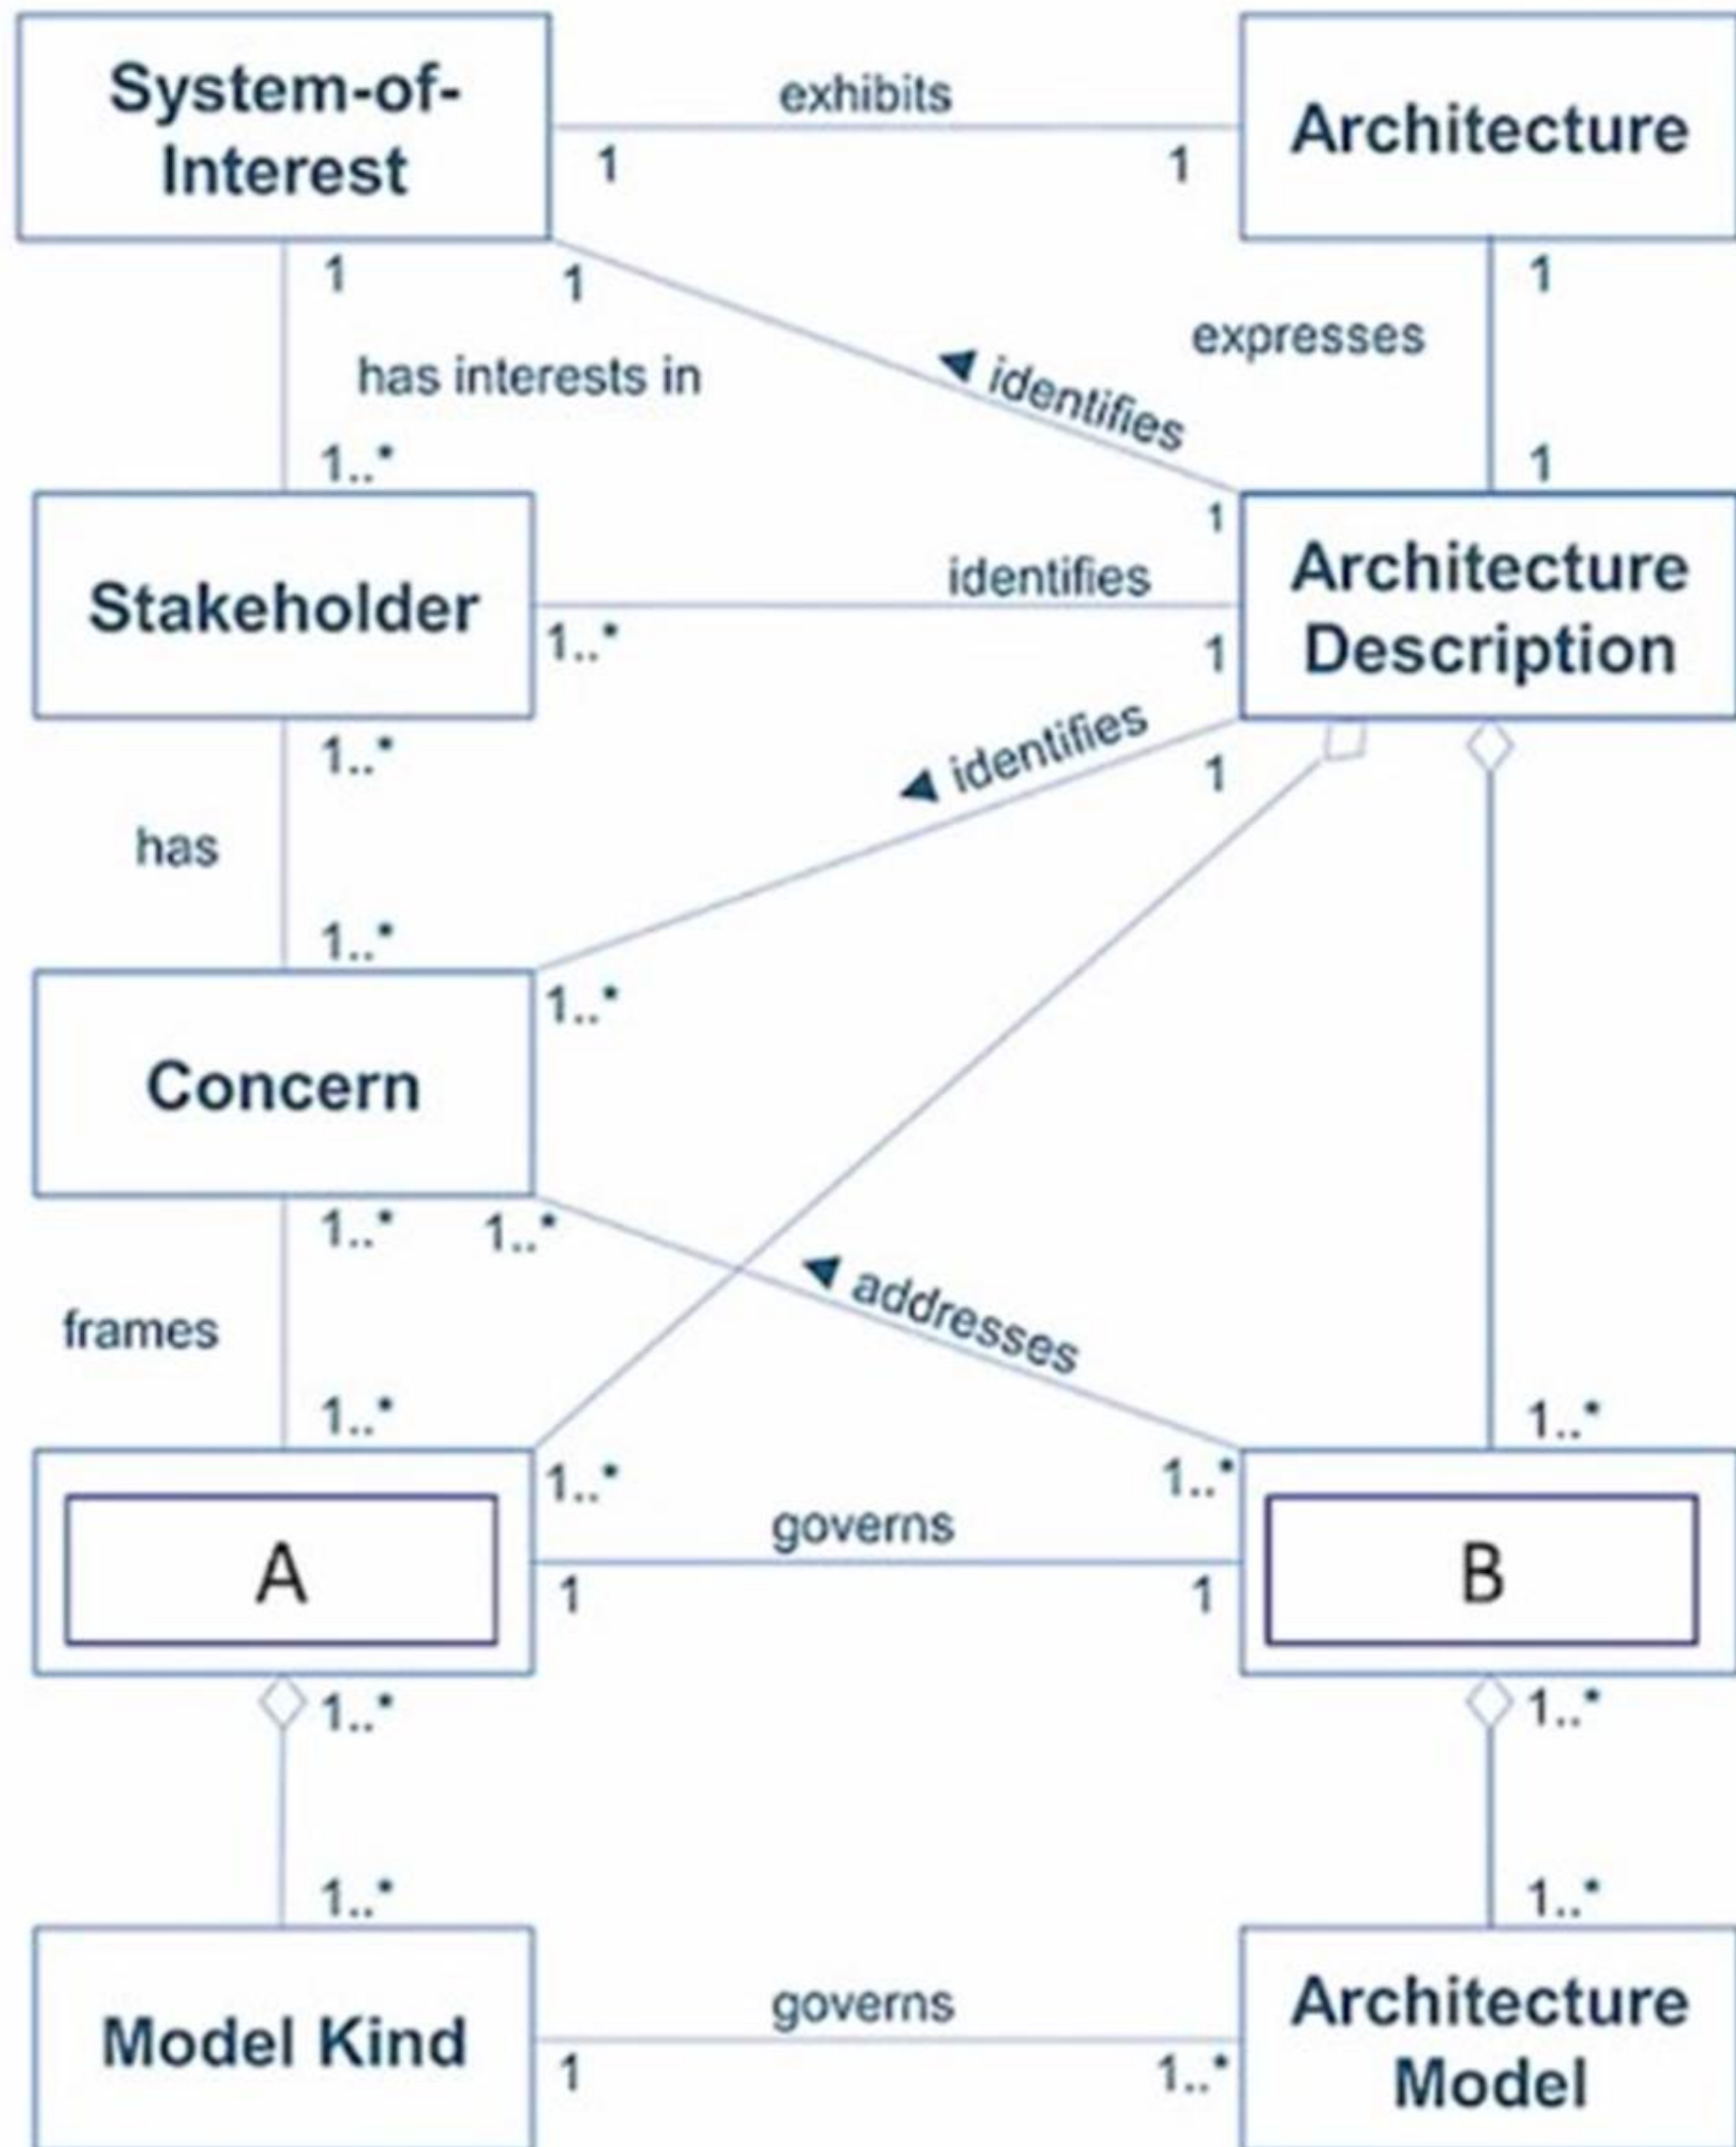 System-of-
Interest
exhibits
1
1
Architecture
1
1
1
has interests in
identifies
expresses
1..*
1
1
Stakeholder
identifies
1..*
1
Architecture
Description
1..*
identifies
1
has
1..*
1..*
Concern
1..*
1..*
addresses
frames
1..*
1..*
1..*
1..*
A
governs
1
1
B
1..*
1..*
1..*
1..*
Model Kind
governs
1
1..*
Architecture
Model